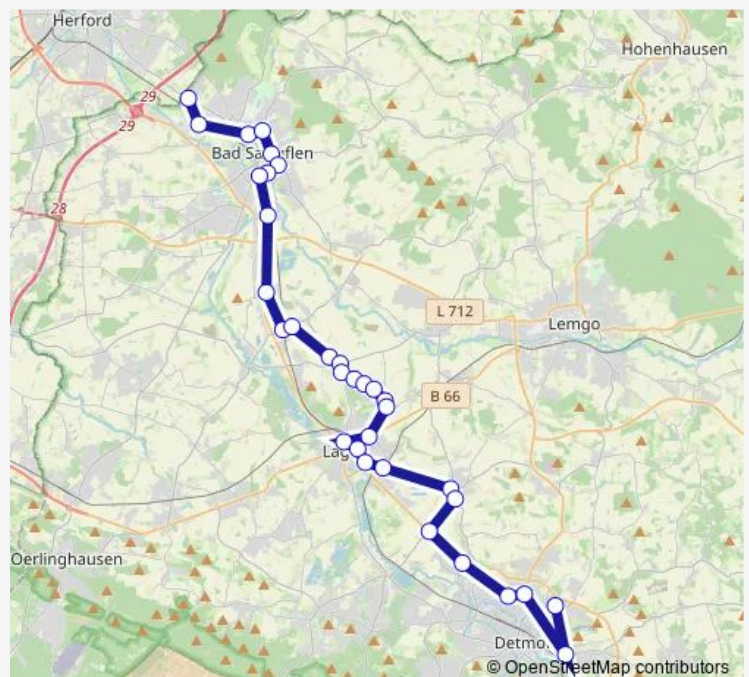 Herford
Hohenhausen
29
29
Bad Sa flen
28
L 712
Lemgo
B 66
Lag
Oerlinghausen
Detmo
© OpenStreetMap contributors